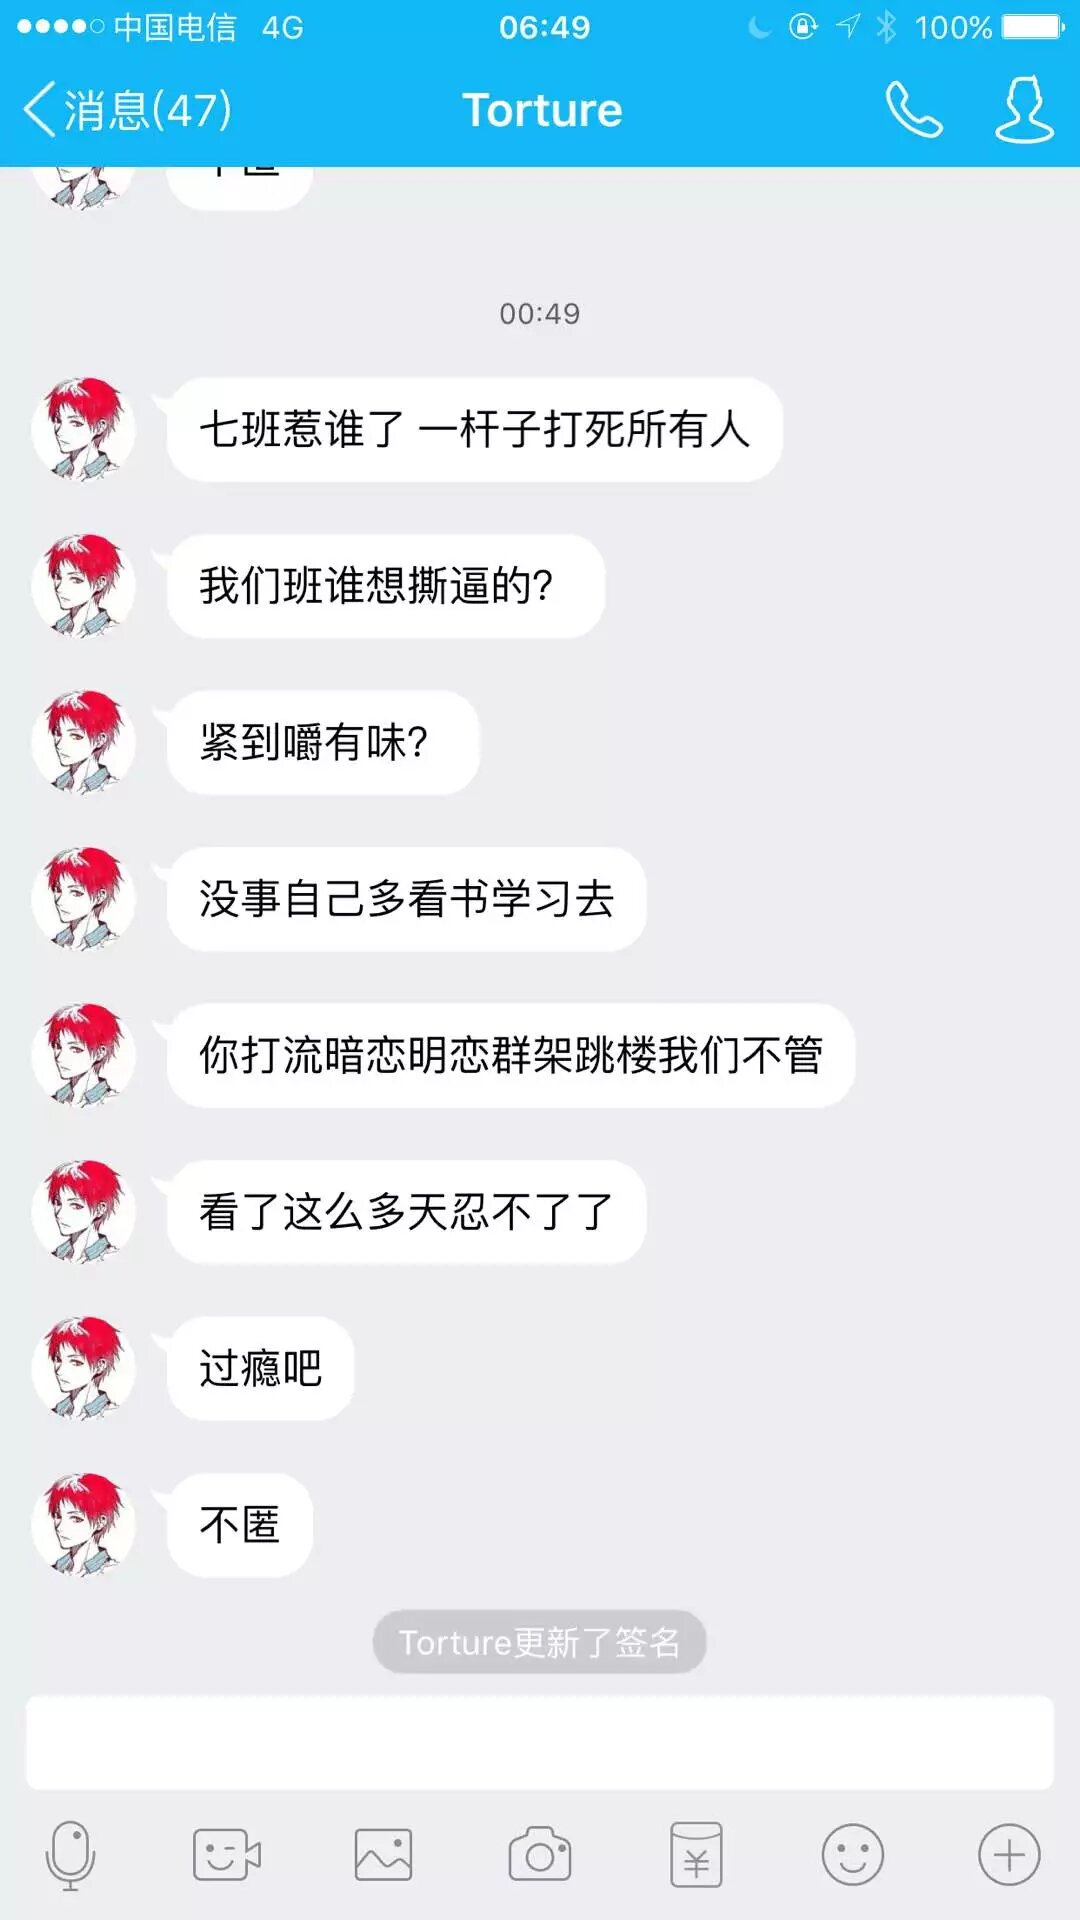 中国电信 4G 06:49 100%
消息(47) Torture
00:49
七班惹谁了 一杆子打死所有人
我们班谁想撕逼的?
紧到嚼有味?
没事自己多看书学习去
你打流暗恋明恋群架跳楼我们不管
看了这么多天忍不了了
过瘾吧
不匿
Torture更新了签名